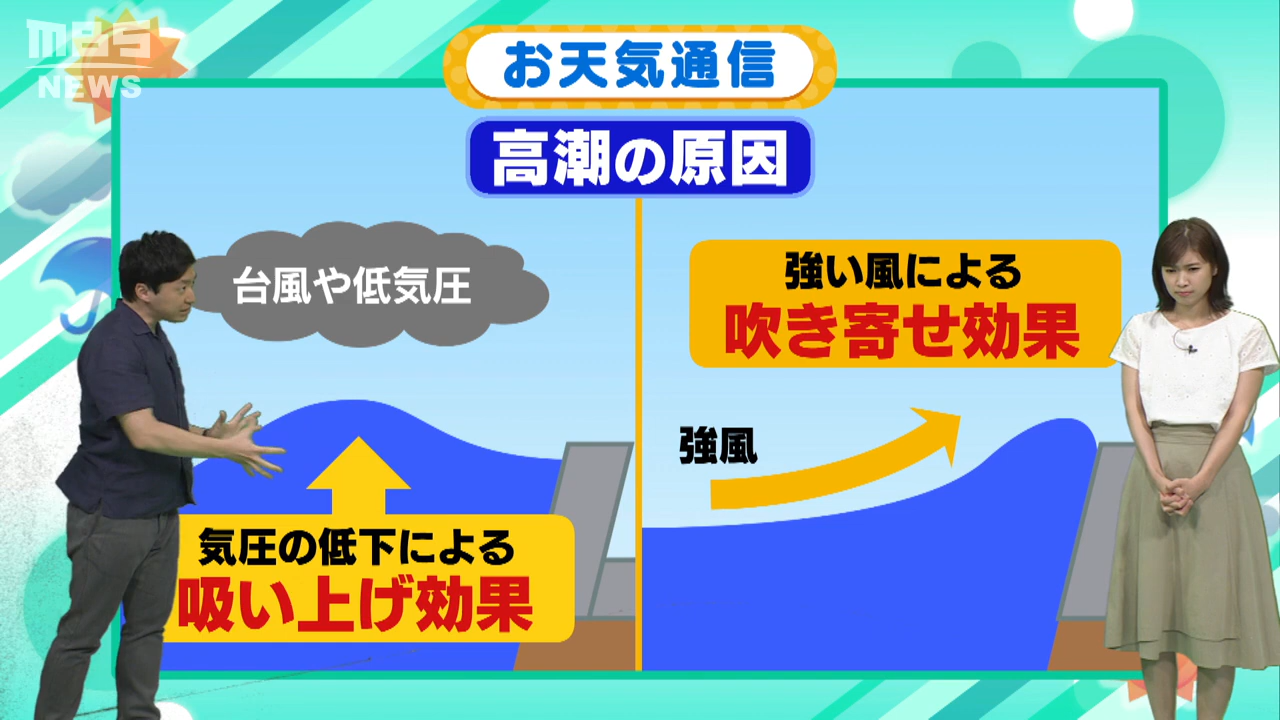 MBS
NEWS
お天気通信
高潮の原因
台風や低気圧
気圧の低下による
吸い上げ効果
強い風による
吹き寄せ効果
強風